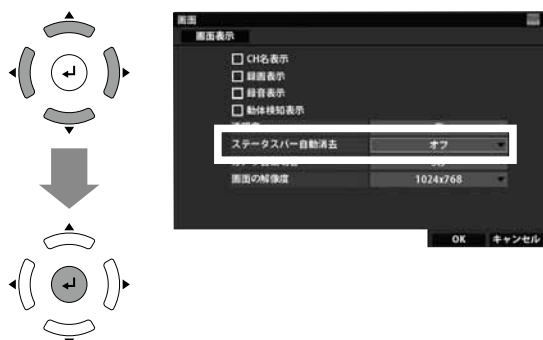 画面
画面表示
CH名表示
録画表示
録音表示
動体検知表示
ステータスバー自動消去 オフ
画面の解像度 1024x768
OK キャンセル